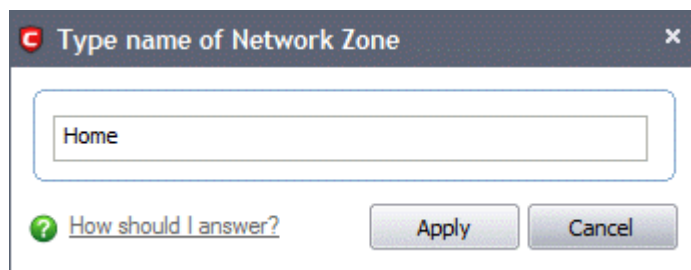 Type name of Network Zone
Home
How should I answer?
Apply
Cancel